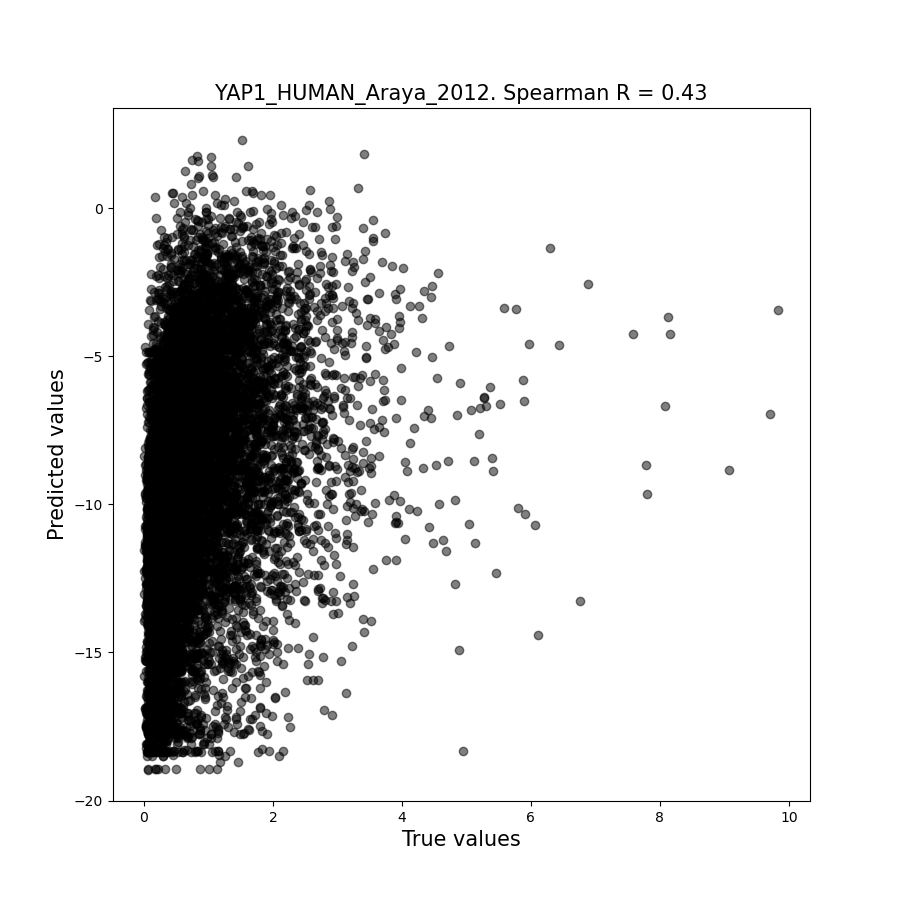 YAP1_HUMAN_Araya_2012. Spearman R = 0.43
Predicted values
0
−5
−10
−15
−20
0 2 4 6 8 10
True values